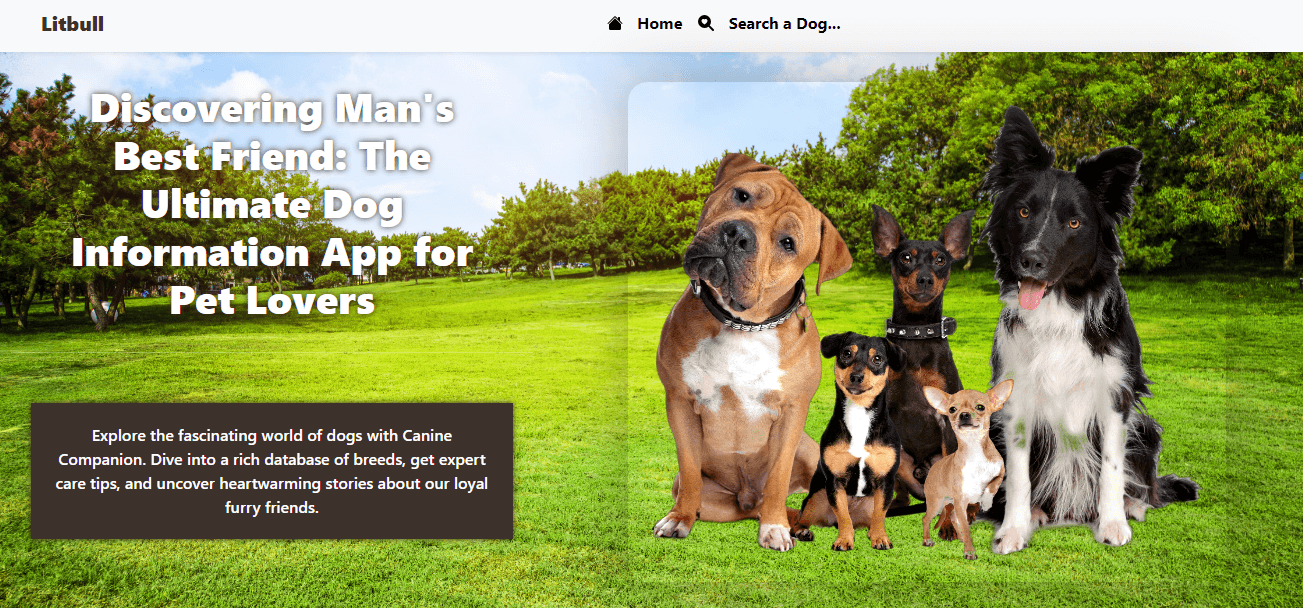 Litbull
Home
Search a Dog...
Discovering Man's
Best Friend: The
Ultimate Dog
Information App for
Pet Lovers
Explore the fascinating world of dogs with Canine
Companion. Dive into a rich database of breeds, get expert
care tips, and uncover heartwarming stories about our loyal
furry friends.